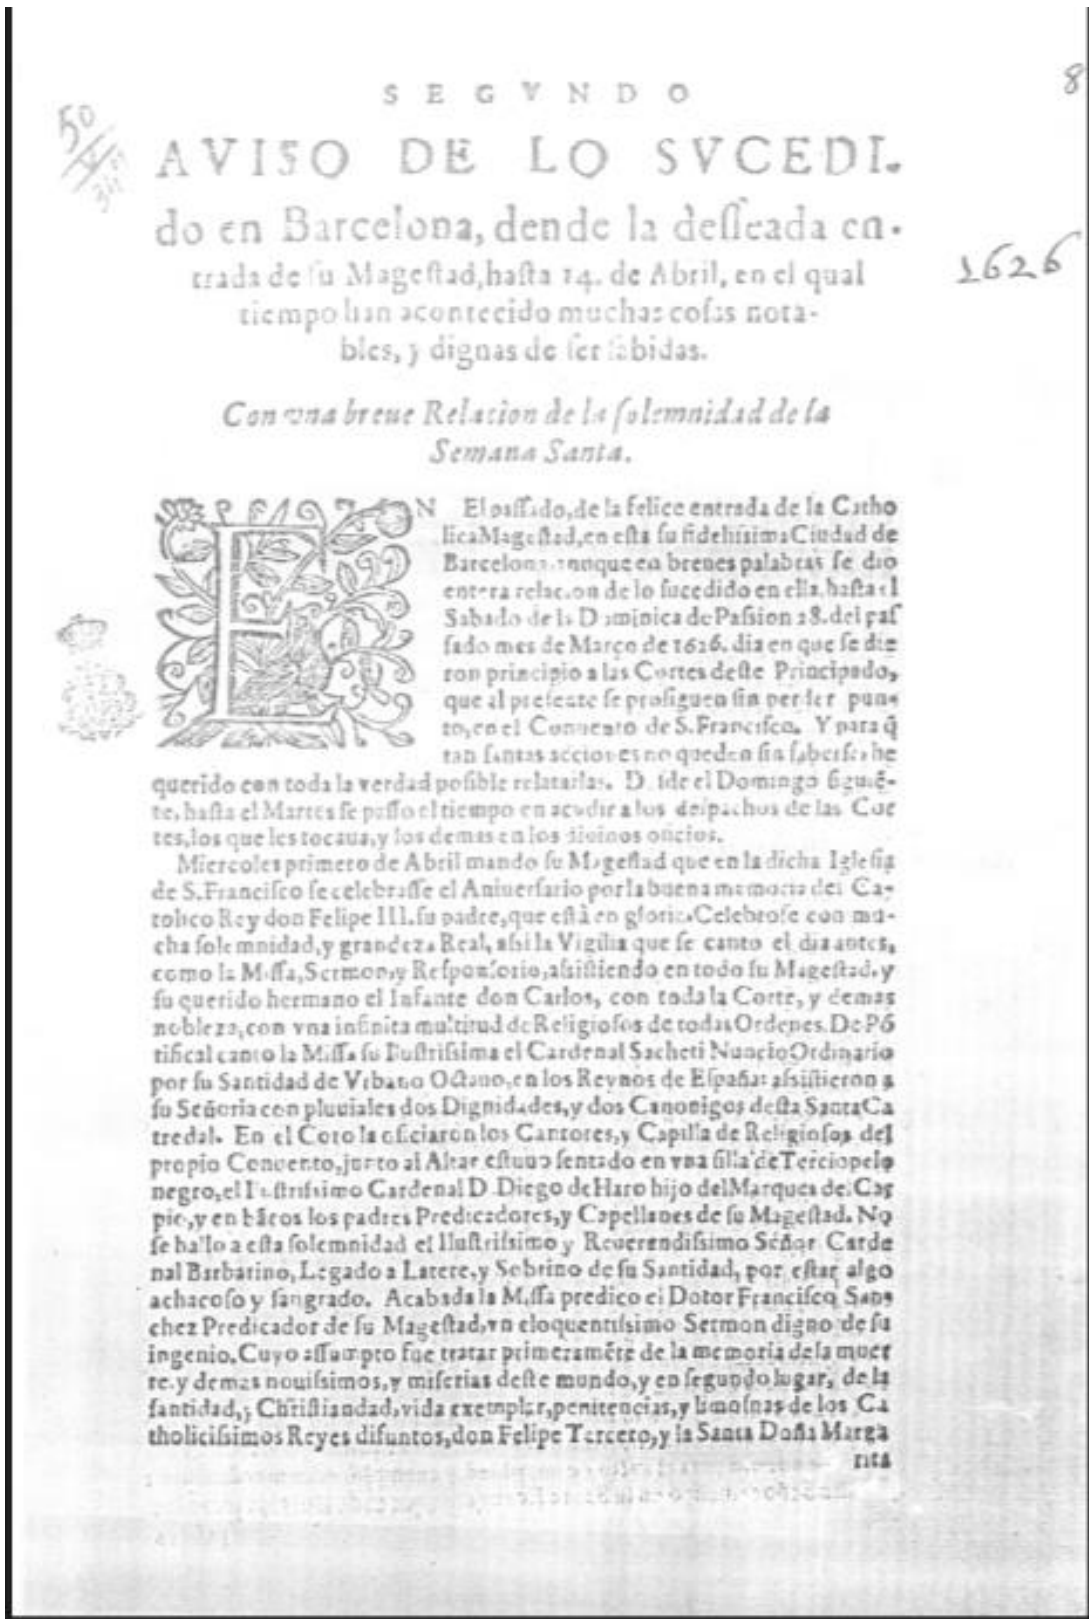 SEGVNDO
8
50
AVISO DE LO SVCEDI-
do en Barcelona, dende la desseada en-
1626
trada de su Magestad, hasta 14. de Abril, en el qual
tiempo han acontecido muchas cosas nota-
bles, y dignas de ser sabidas.
Con vna breue Relacion de la solemnidad de la
Semana Santa.
EN El passado, de la felice entrada de la Catho
lica Magestad, en esta su fidelissima Ciudad de
Barcelona aunque en breues palabras se dio
entera relacion de lo sucedido en ella, hasta el
Sabado de la Dominica de Passion 28. del pas
sado mes de Março de 1626. dia en que se die
ron principio a las Cortes deste Principado,
que al presente se prosiguen sin perder pun-
to, en el Conuento de S. Francisco. Y para q̃
tan santas acciones no queden sin saberse, he
querido con toda la verdad posible relatarlas. Desde el Domingo siguiẽ-
te, hasta el Martes se passo el tiempo en acudir a los despachos de las Cor
tes, los que les tocaua, y los demas en los diuinos oficios.
Miercoles primero de Abril mando su Magestad que en la dicha Iglesia
de S. Francisco se celebrasse el Aniuersario por la buena memoria del Ca-
tolico Rey don Felipe III. su padre, que està en gloria. Celebrose con mu-
cha solemnidad, y grandeza Real, assi la Vigilia que se canto el dia antes,
como la Missa, Sermon, y Responsorio, assistiendo en todo su Magestad, y
su querido hermano el Infante don Carlos, con toda la Corte, y demas
nobleza, con vna infinita multitud de Religiosos de todas Ordenes. De Põ
tifical canto la Missa su Ilustrissima el Cardenal Sacheti Nuncio Ordinario
por su Santidad de Vrbano Octauo, en los Reynos de España: assistieron a
su Señoria con pluuiales dos Dignidades, y dos Canonigos desta Santa Ca
tredal. En el Coro la oficiaron los Cantores, y Capilla de Religiosos del
propio Conuento, junto al Altar estuuo sentado en vna silla de Terciopelo
negro, el Ilustrissimo Cardenal D. Diego de Haro hijo del Marques del Car
pio, y en bãcos los padres Predicadores, y Capellanes de su Magestad. No
se hallo a esta solemnidad el Ilustrissimo y Reuerendissimo Señor Carde
nal Barbarino, Legado a Latere, y Sobrino de su Santidad, por estar algo
achacoso y sangrado. Acabada la Missa predico el Dotor Francisco San-
chez Predicador de su Magestad, vn eloquentissimo Sermon digno de su
ingenio. Cuyo assumpto fue tratar primeramẽte de la memoria de la muer
te, y demas nouissimos, y miserias deste mundo, y en segundo lugar, de la
santidad, y Christiandad, vida exemplar, penitencias, y limosnas de los Ca
tholicissimos Reyes difuntos, don Felipe Tercero, y la Santa Doña Marga
rita